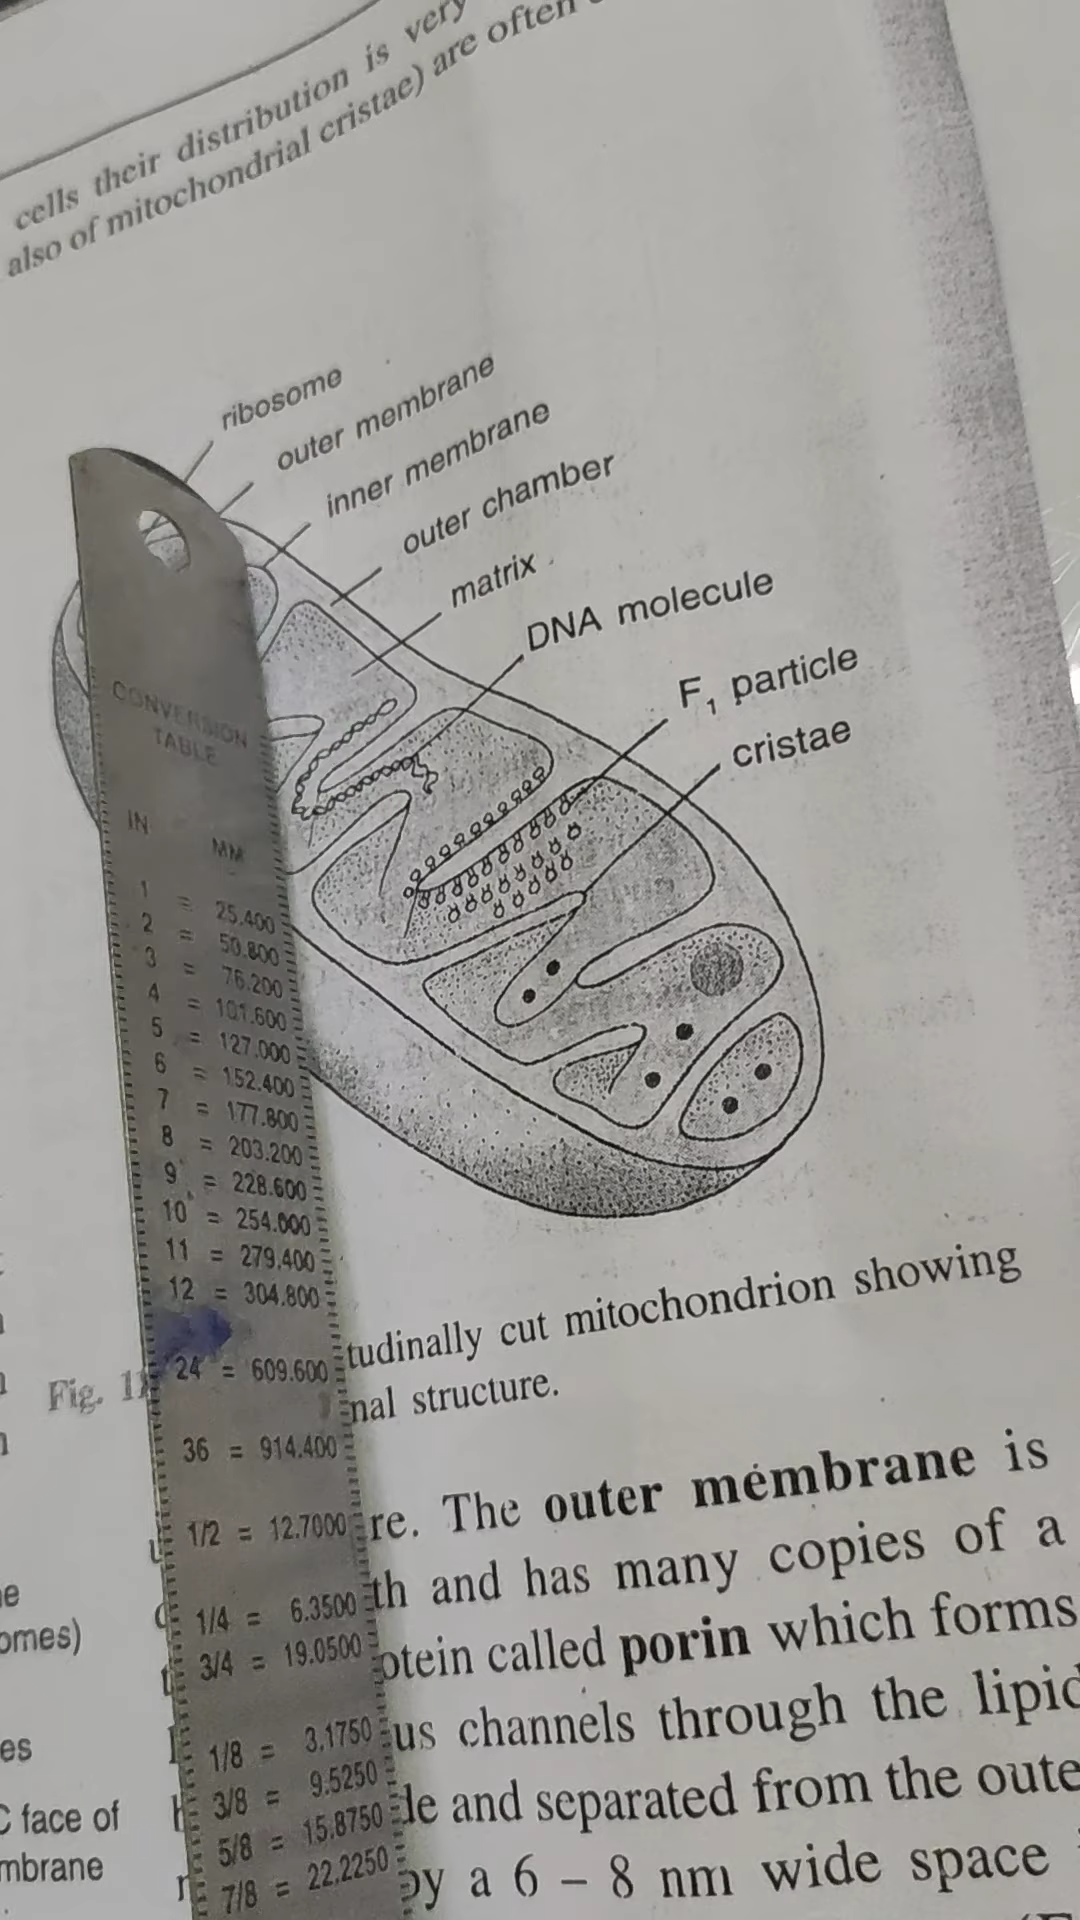 cells their distribution is very
also of mitochondrial cristae) are often
ribosome
outer membrane
inner membrane
outer chamber
matrix
DNA molecule
F₁ particle
cristae
CONVERSION
TABLE
IN MM
1 = 25.400
2 = 50.800
3 = 76.200
4 = 101.600
5 = 127.000
6 = 152.400
7 = 177.800
8 = 203.200
9 = 228.600
10 = 254.000
11 = 279.400
12 = 304.800
24 = 609.600
36 = 914.400
1/2 = 12.7000
1/4 = 6.3500
3/4 = 19.0500
1/8 = 3.1750
3/8 = 9.5250
5/8 = 15.8750
7/8 = 22.2250
Fig. 1
tudinally cut mitochondrion showing
nal structure.
re. The outer membrane is
th and has many copies of a
otein called porin which forms
us channels through the lipid
de and separated from the oute
by a 6 – 8 nm wide space
omes)
es
C face of
mbrane